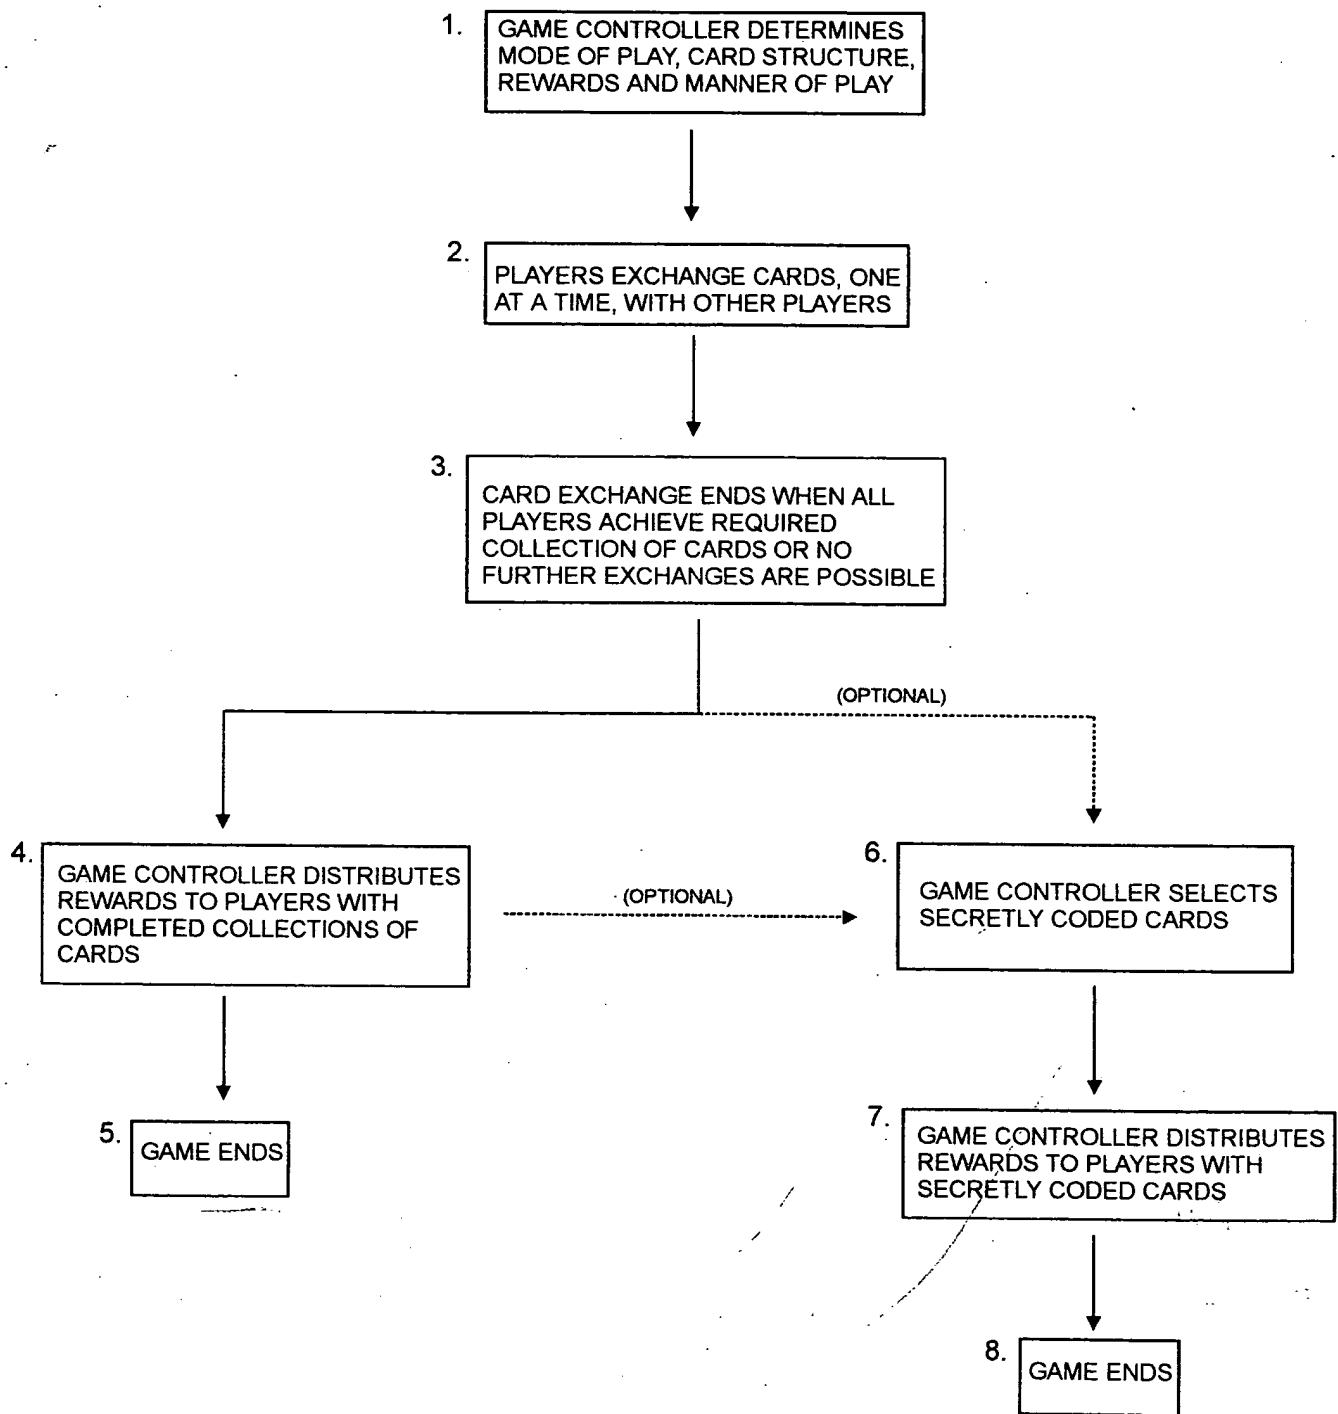 1.
GAME CONTROLLER DETERMINES
MODE OF PLAY, CARD STRUCTURE,
REWARDS AND MANNER OF PLAY
2.
PLAYERS EXCHANGE CARDS, ONE
AT A TIME, WITH OTHER PLAYERS
3.
CARD EXCHANGE ENDS WHEN ALL
PLAYERS ACHIEVE REQUIRED
COLLECTION OF CARDS OR NO
FURTHER EXCHANGES ARE POSSIBLE
(OPTIONAL)
4.
GAME CONTROLLER DISTRIBUTES
REWARDS TO PLAYERS WITH
COMPLETED COLLECTIONS OF
CARDS
(OPTIONAL)
6.
GAME CONTROLLER SELECTS
SECRETLY CODED CARDS
5.
GAME ENDS
7.
GAME CONTROLLER DISTRIBUTES
REWARDS TO PLAYERS WITH
SECRETLY CODED CARDS
8.
GAME ENDS